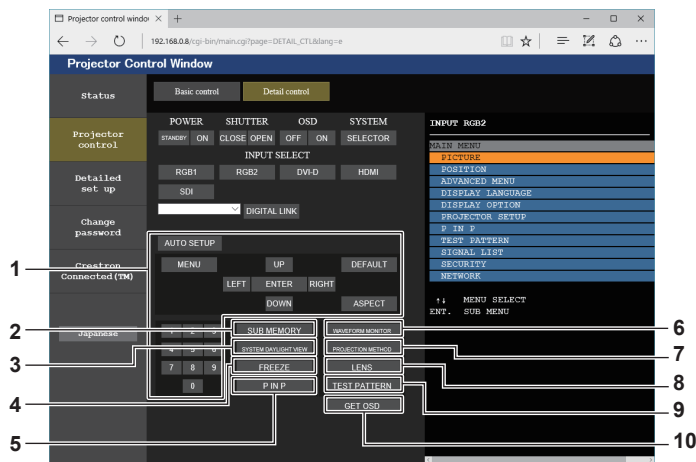 Projector control windov
192.168.0.8/cgi-bin/main.cgi?page=DETAIL_CTL&lang=e
Projector Control Window
Status
Projector
control
Detailed
set up
Change
password
Crestron
Connected(TM)
Japanese
Basic control
Detail control
POWER SHUTTER OSD SYSTEM
STANDBY ON CLOSE OPEN OFF ON SELECTOR
INPUT SELECT
RGB1 RGB2 DVI-D HDMI
SDI
DIGITAL LINK
AUTO SETUP
MENU UP DEFAULT
LEFT ENTER RIGHT
DOWN ASPECT
1 2 3 SUB MEMORY WAVEFORM MONITOR
4 5 6 SYSTEM DAYLIGHT VIEW PROJECTION METHOD
7 8 9 FREEZE LENS
0 P IN P TEST PATTERN
GET OSD
INPUT RGB2
MAIN MENU
PICTURE
POSITION
ADVANCED MENU
DISPLAY LANGUAGE
DISPLAY OPTION
PROJECTOR SETUP
P IN P
TEST PATTERN
SIGNAL LIST
SECURITY
NETWORK
↑↓ MENU SELECT
ENT. SUB MENU
1
2
3
4
5
6
7
8
9
10